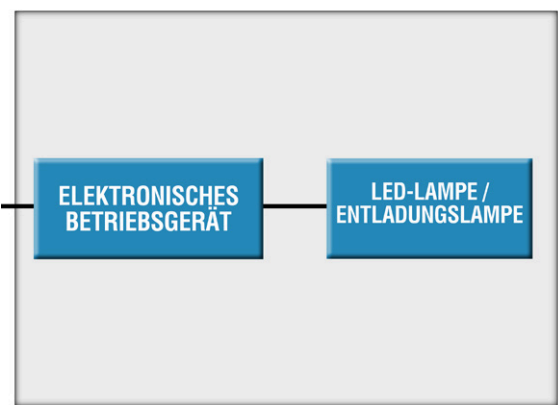 ELEKTRONISCHES
BETRIEBSGERÄT
LED-LAMPE /
ENTLADUNGSLAMPE